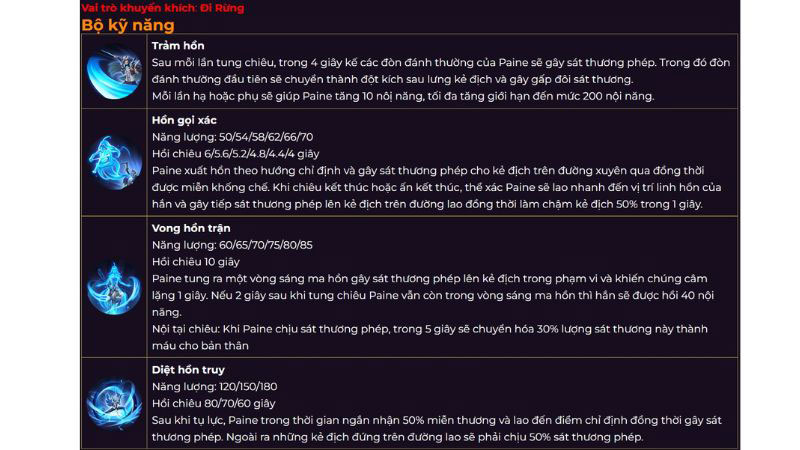 Vai trò khuyến khích: Đi Rừng
Bộ kỹ năng
Trảm hồn
Sau mỗi lần tung chiêu, trong 4 giây kế các đòn đánh thường của Paine sẽ gây sát thương phép. Trong đó đòn
đánh thường đầu tiên sẽ chuyển thành đột kích sau lưng kẻ địch và gây gấp đôi sát thương.
Mỗi lần hạ hoặc phụ sẽ giúp Paine tăng 10 nội năng, tối đa tăng giới hạn đến mức 200 nội năng.
Hồn gọi xác
Năng lượng: 50/54/58/62/66/70
Hồi chiêu 6/5.6/5.2/4.8/4.4/4 giây
Paine xuất hồn theo hướng chỉ định và gây sát thương phép cho kẻ địch trên đường xuyên qua đồng thời
được miễn khống chế. Khi chiêu kết thúc hoặc ấn kết thúc, thể xác Paine sẽ lao nhanh đến vị trí linh hồn của
hắn và gây tiếp sát thương phép lên kẻ địch trên đường lao đồng thời làm chậm kẻ địch 50% trong 1 giây.
Vong hồn trận
Năng lượng: 60/65/70/75/80/85
Hồi chiêu 10 giây
Paine tung ra một vòng sáng ma hồn gây sát thương phép lên kẻ địch trong phạm vi và khiến chúng câm
lặng 1 giây. Nếu 2 giây sau khi tung chiêu Paine vẫn còn trong vòng sáng ma hồn thì hắn sẽ được hồi 40 nội
năng.
Nội tại chiêu: Khi Paine chịu sát thương phép, trong 5 giây sẽ chuyển hóa 30% lượng sát thương này thành
máu cho bản thân
Diệt hồn truy
Năng lượng: 120/150/180
Hồi chiêu 80/70/60 giây
Sau khi tụ lực, Paine trong thời gian ngắn nhận 50% miễn thương và lao đến điểm chỉ định đồng thời gây sát
thương phép. Ngoài ra những kẻ địch đứng trên đường lao sẽ phải chịu 50% sát thương phép.